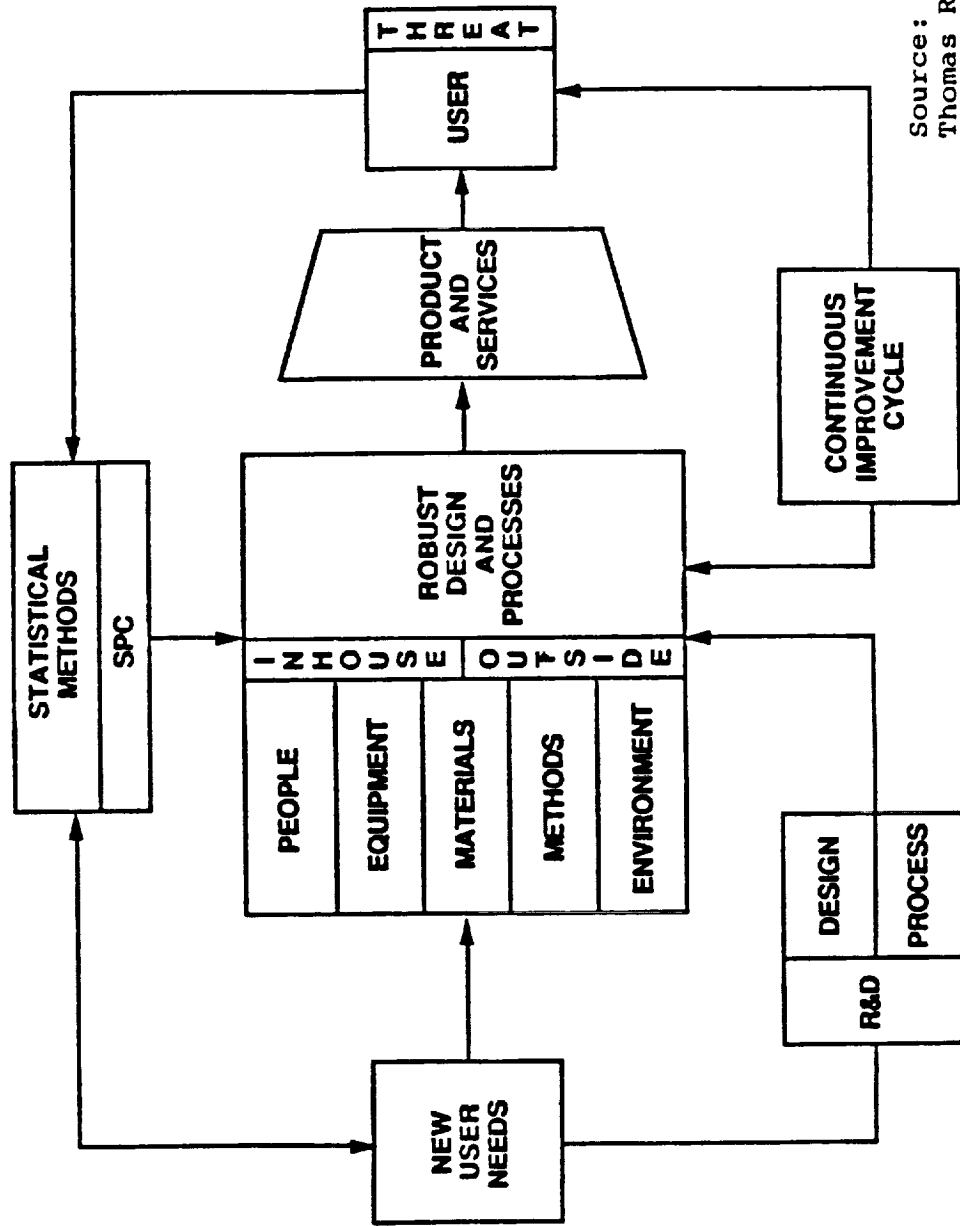 STATISTICAL
METHODS
SPC
NEW
USER
NEEDS
PEOPLE
EQUIPMENT
MATERIALS
METHODS
ENVIRONMENT
INHOUSE
OUTSIDE
ROBUST
DESIGN
AND
PROCESSES
PRODUCT
AND
SERVICES
USER
THREAT
R&D
DESIGN
PROCESS
CONTINUOUS
IMPROVEMENT
CYCLE
Source:
Thomas R